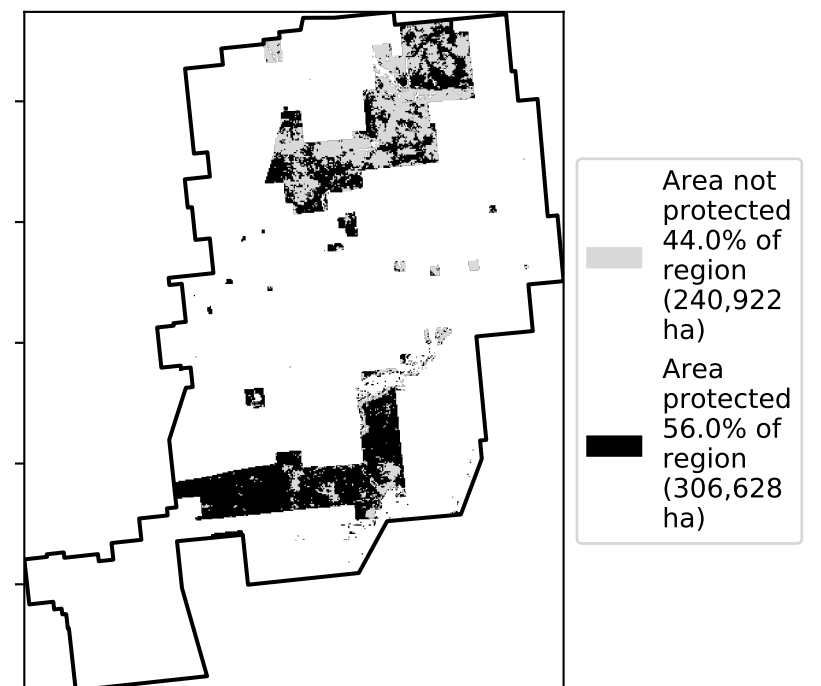 Area not
protected
44.0% of
region
(240,922
ha)
Area
protected
56.0% of
region
(306,628
ha)